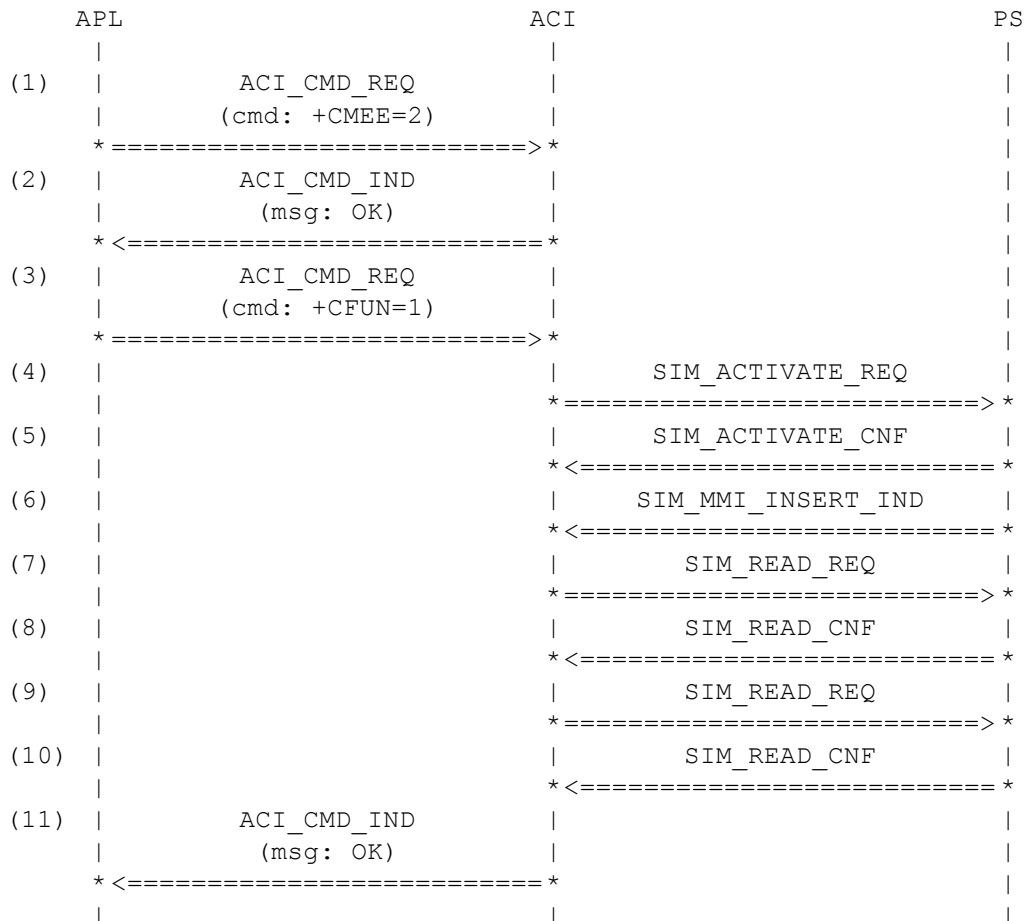 APL ACI PS
(1) ACI_CMD_REQ
(cmd: +CMEE=2)
(2) ACI_CMD_IND
(msg: OK)
(3) ACI_CMD_REQ
(cmd: +CFUN=1)
(4) SIM_ACTIVATE_REQ
(5) SIM_ACTIVATE_CNF
(6) SIM_MMI_INSERT_IND
(7) SIM_READ_REQ
(8) SIM_READ_CNF
(9) SIM_READ_REQ
(10) SIM_READ_CNF
(11) ACI_CMD_IND
(msg: OK)